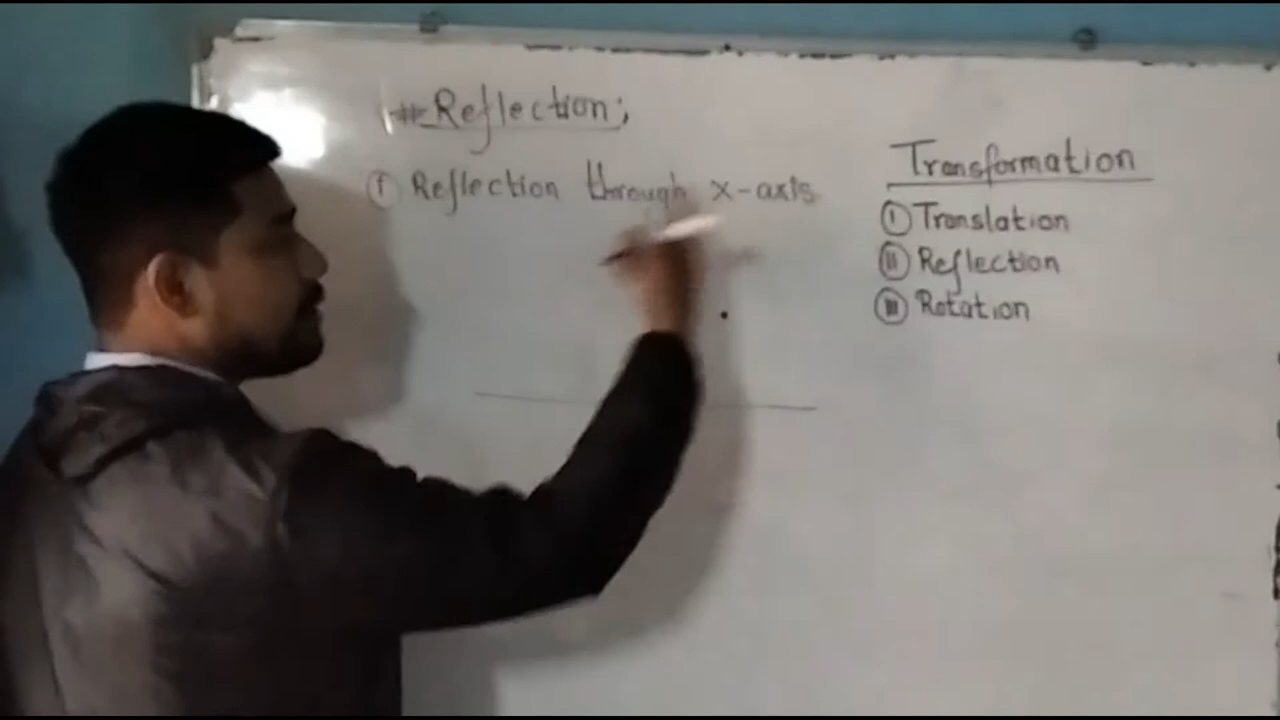 # Reflection:
(i) Reflection through x-axis
Transformation
(I) Translation
(II) Reflection
(III) Rotation